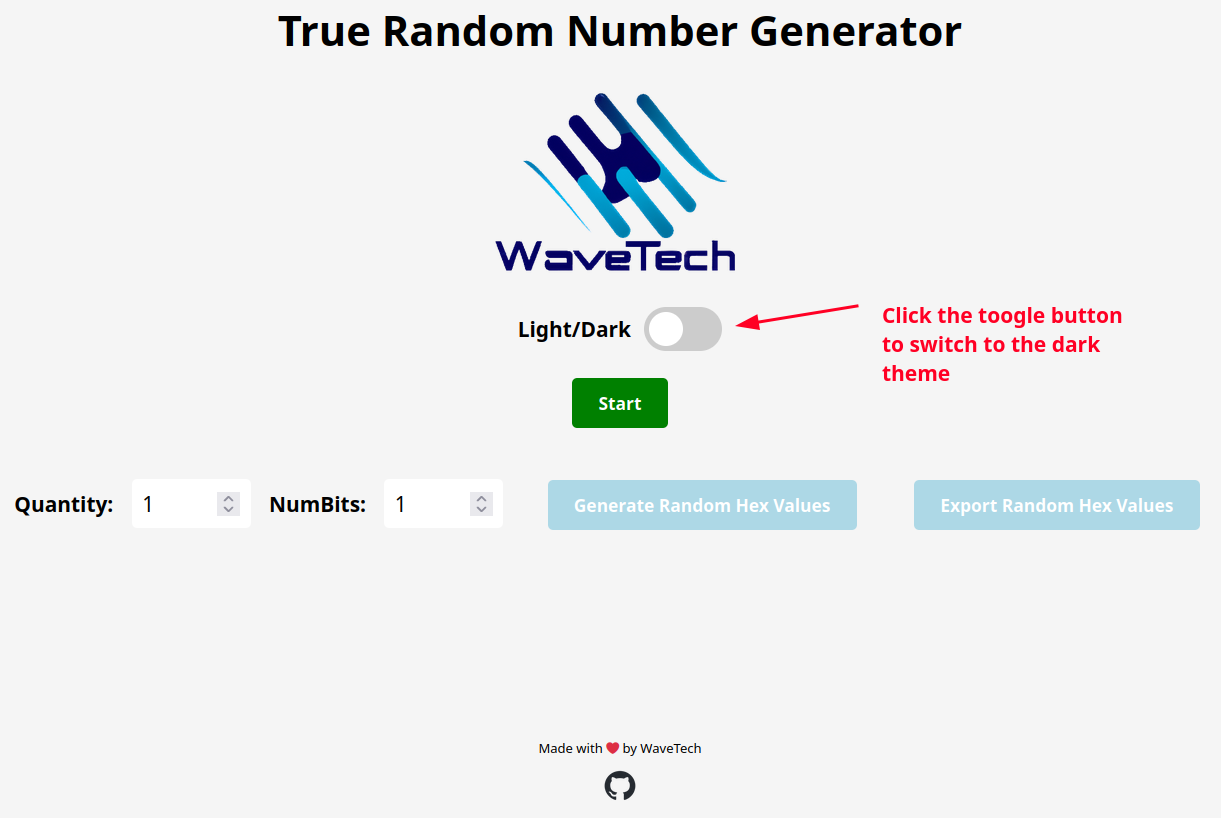 True Random Number Generator
WaveTech
Light/Dark
Click the toogle button
to switch to the dark
theme
Start
Quantity: 1 NumBits: 1 Generate Random Hex Values Export Random Hex Values
Made with ❤ by WaveTech